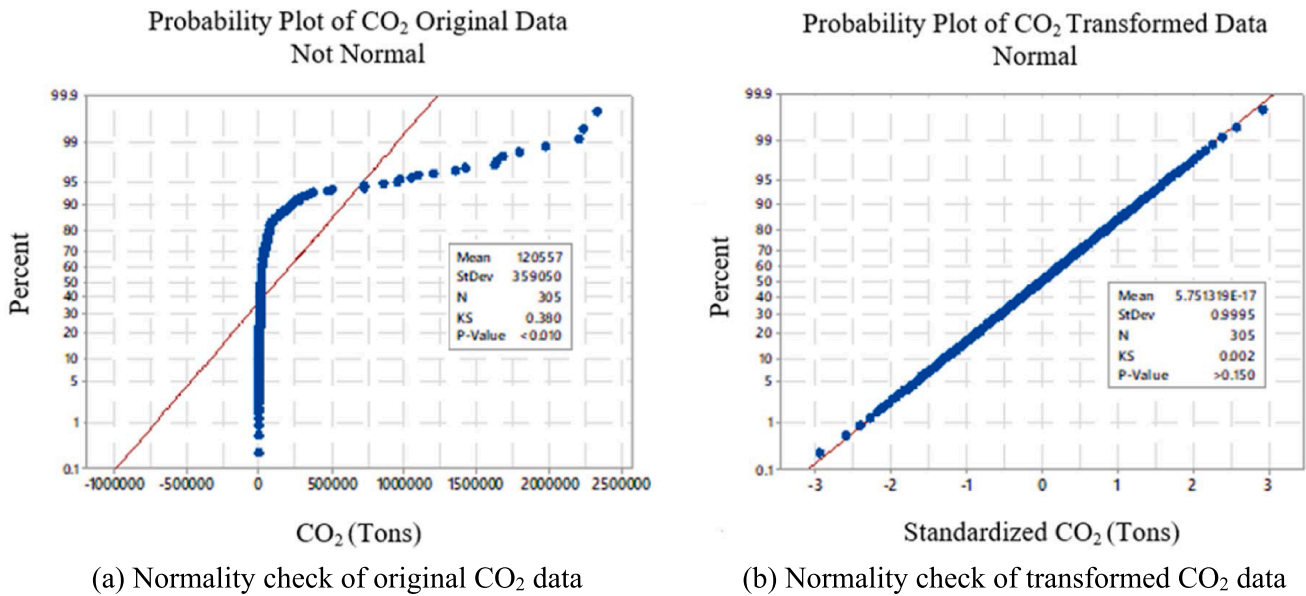 Probability Plot of CO₂ Original Data
Not Normal
99.9
99
95
90
80
70
60
50
40
30
20
10
5
1
0.1
Percent
Mean 120557
StDev 359050
N 305
KS 0.380
P-Value <0.010
-1000000 -500000 0 500000 1000000 1500000 2000000 2500000
CO₂ (Tons)
(a) Normality check of original CO₂ data
Probability Plot of CO₂ Transformed Data
Normal
99.9
99
95
90
80
70
60
50
40
30
20
10
5
1
0.1
Percent
Mean 5.751319E-17
StDev 0.9995
N 305
KS 0.002
P-Value >0.150
-3 -2 -1 0 1 2 3
Standardized CO₂ (Tons)
(b) Normality check of transformed CO₂ data